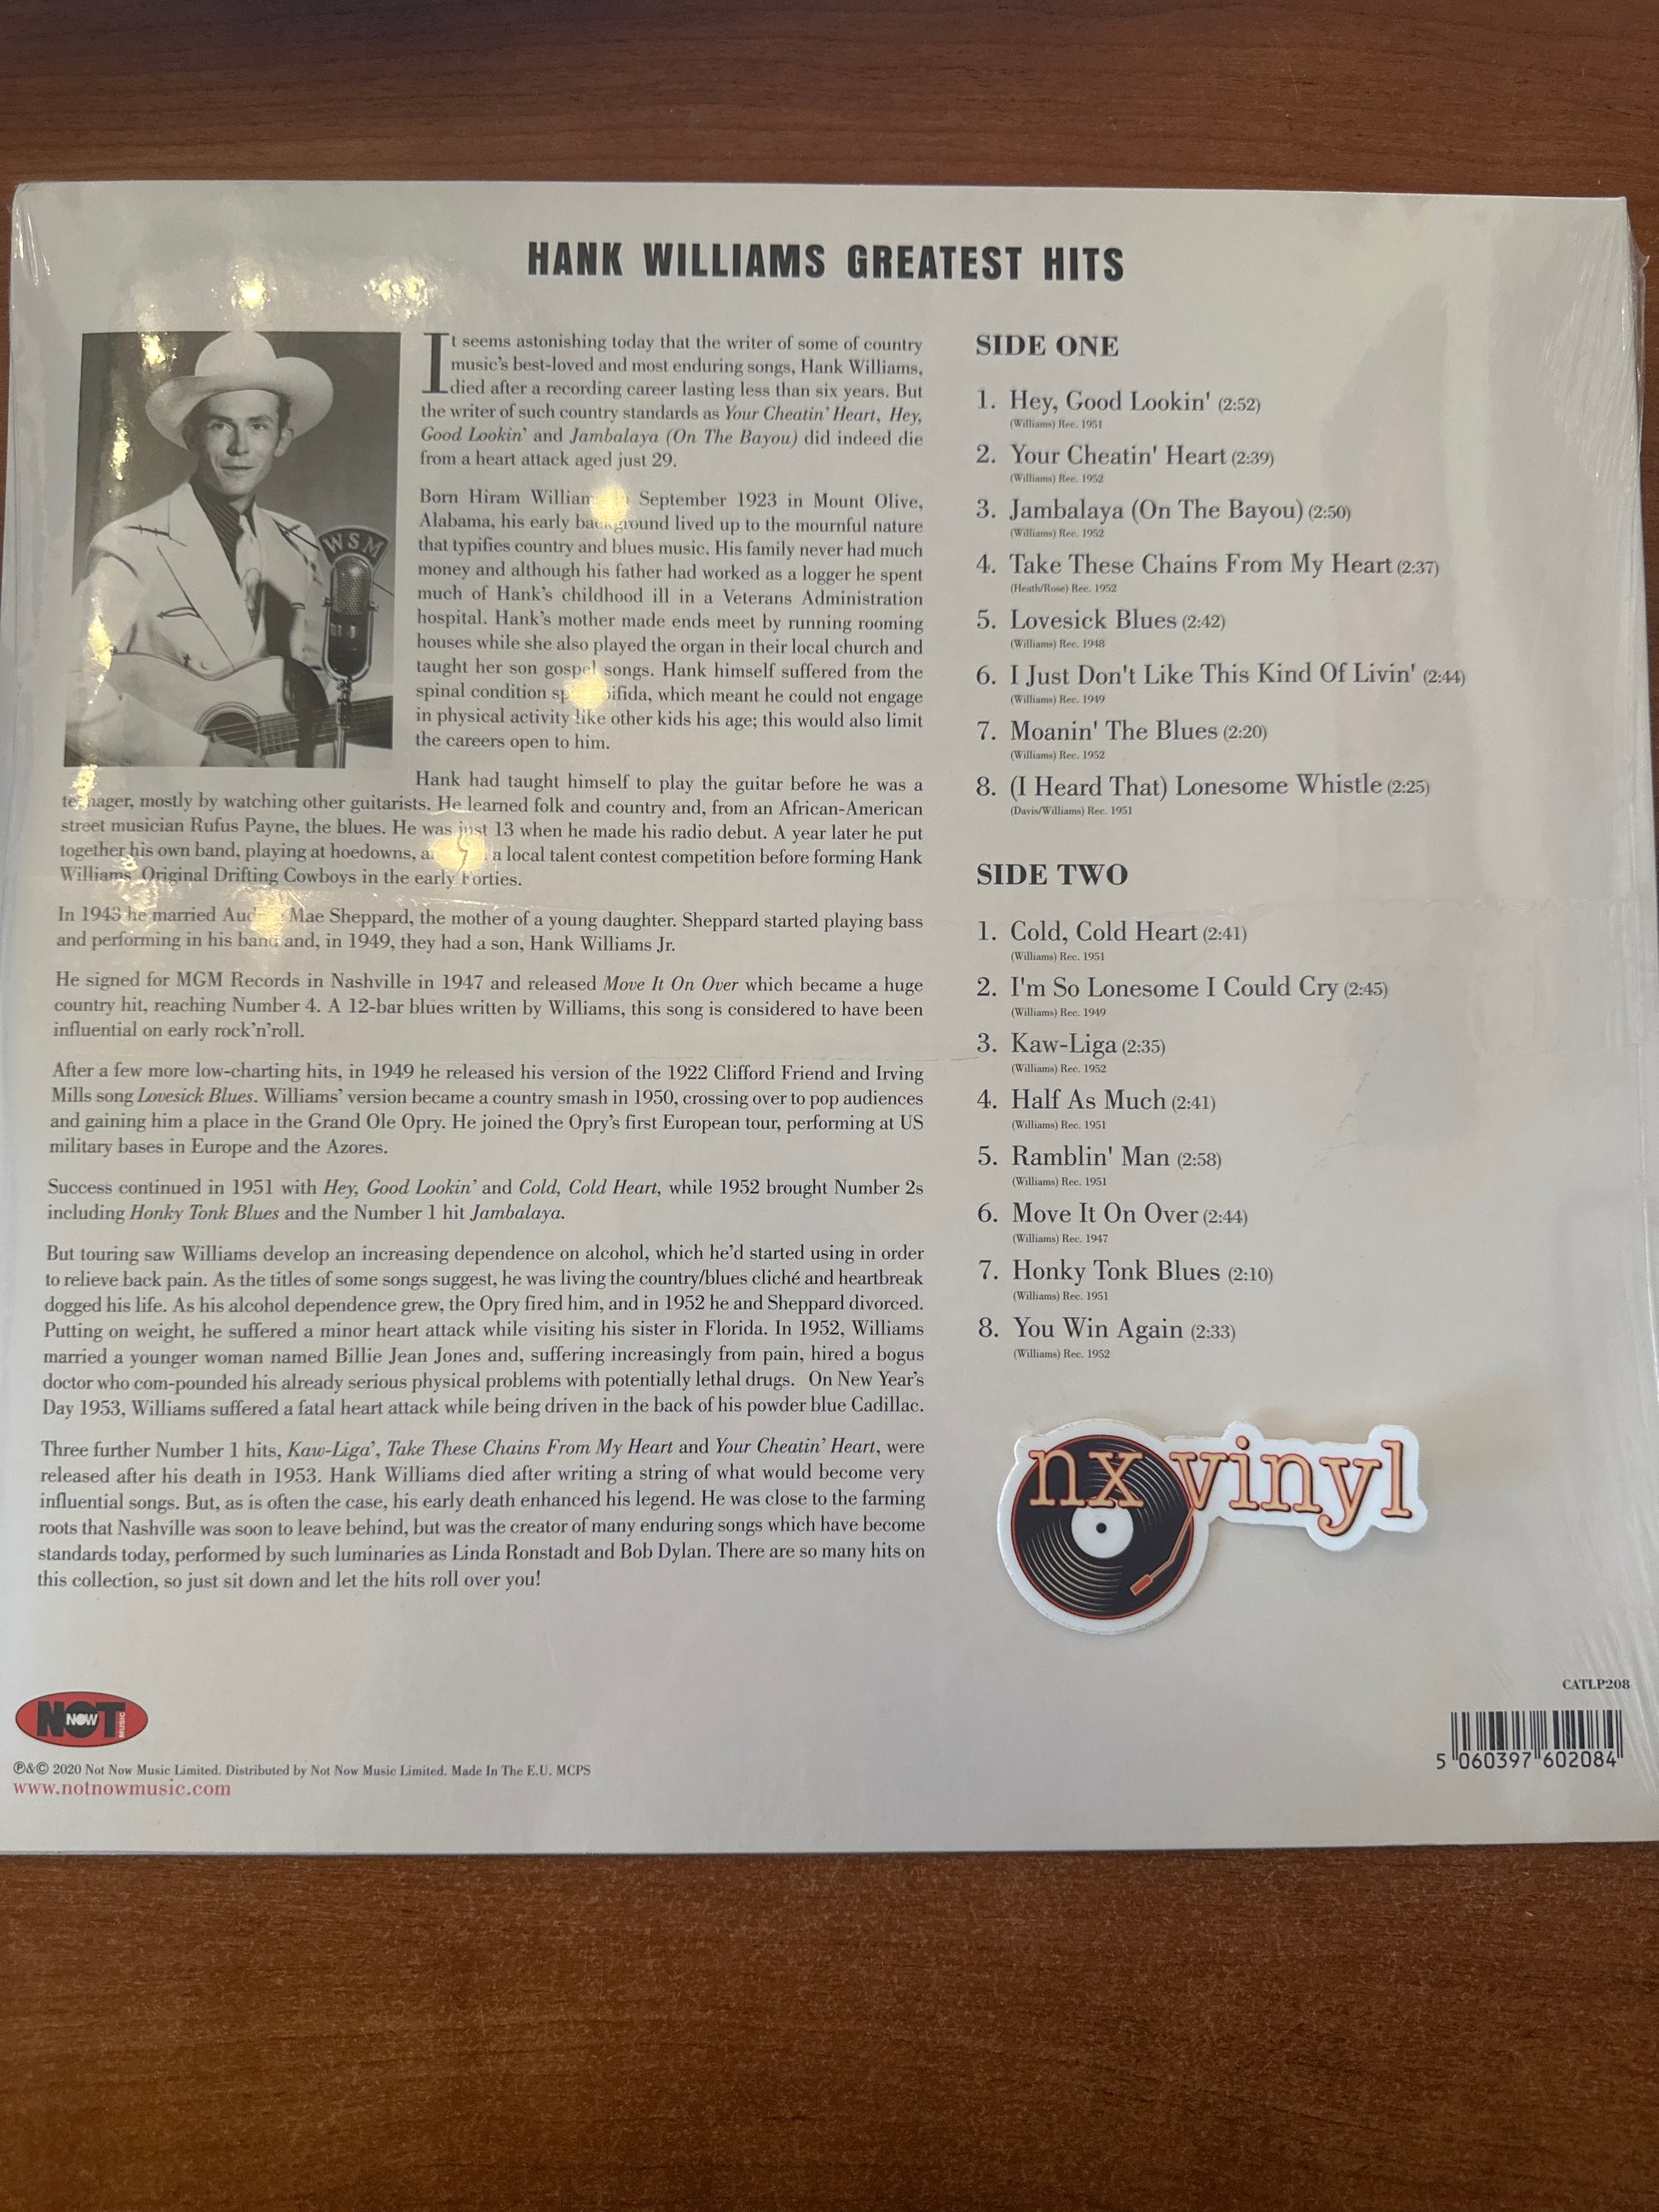 HANK WILLIAMS GREATEST HITS
WSM
It seems astonishing today that the writer of some of country
music's best-loved and most enduring songs, Hank Williams,
died after a recording career lasting less than six years. But
the writer of such country standards as Your Cheatin' Heart, Hey,
Good Lookin' and Jambalaya (On The Bayou) did indeed die
from a heart attack aged just 29.
Born Hiram September 1923 in Mount Olive,
Alabama, his early background lived up to the mournful nature
that typifies country and blues music. His family never had much
money and although his father had worked as a logger he spent
much of Hank's childhood ill in a Veterans Administration
hospital. Hank's mother made ends meet by running rooming
houses while she also played the organ in their local church and
taught her son gospel songs. Hank himself suffered from the
spinal condition which meant he could not engage
in physical activity like other kids his age; this would also limit
the careers open to him.
Hank had taught himself to play the guitar before he was a
teenager, mostly by watching other guitarists. He learned folk and country and, from an African-American
street musician Rufus Payne, the blues. He was just 13 when he made his radio debut. A year later he put
together his own band, playing at hoedowns, a local talent contest competition before forming Hank
Williams' Original Drifting Cowboys in the early Forties.
In 1943 he married Mae Sheppard, the mother of a young daughter. Sheppard started playing bass
and performing in his band and, in 1949, they had a son, Hank Williams Jr.
He signed for MGM Records in Nashville in 1947 and released Move It On Over which became a huge
country hit, reaching Number 4. A 12-bar blues written by Williams, this song is considered to have been
influential on early rock'n'roll.
After a few more low-charting hits, in 1949 he released his version of the 1922 Clifford Friend and Irving
Mills song Lovesick Blues. Williams' version became a country smash in 1950, crossing over to pop audiences
and gaining him a place in the Grand Ole Opry. He joined the Opry's first European tour, performing at US
military bases in Europe and the Azores.
Success continued in 1951 with Hey, Good Lookin' and Cold, Cold Heart, while 1952 brought Number 2s
including Honky Tonk Blues and the Number 1 hit Jambalaya.
But touring saw Williams develop an increasing dependence on alcohol, which he'd started using in order
to relieve back pain. As the titles of some songs suggest, he was living the country/blues cliché and heartbreak
dogged his life. As his alcohol dependence grew, the Opry fired him, and in 1952 he and Sheppard divorced.
Putting on weight, he suffered a minor heart attack while visiting his sister in Florida. In 1952, Williams
married a younger woman named Billie Jean Jones and, suffering increasingly from pain, hired a bogus
doctor who com-pounded his already serious physical problems with potentially lethal drugs. On New Year's
Day 1953, Williams suffered a fatal heart attack while being driven in the back of his powder blue Cadillac.
Three further Number 1 hits, Kaw-Liga', Take These Chains From My Heart and Your Cheatin' Heart, were
released after his death in 1953. Hank Williams died after writing a string of what would become very
influential songs. But, as is often the case, his early death enhanced his legend. He was close to the farming
roots that Nashville was soon to leave behind, but was the creator of many enduring songs which have become
standards today, performed by such luminaries as Linda Ronstadt and Bob Dylan. There are so many hits on
this collection, so just sit down and let the hits roll over you!
SIDE ONE
1. Hey, Good Lookin' (2:52)
(Williams) Rec. 1951
2. Your Cheatin' Heart (2:39)
(Williams) Rec. 1952
3. Jambalaya (On The Bayou) (2:50)
(Williams) Rec. 1952
4. Take These Chains From My Heart (2:37)
(Heath/Rose) Rec. 1952
5. Lovesick Blues (2:42)
(Williams) Rec. 1948
6. I Just Don't Like This Kind Of Livin' (2:44)
(Williams) Rec. 1949
7. Moanin' The Blues (2:20)
(Williams) Rec. 1952
8. (I Heard That) Lonesome Whistle (2:25)
(Davis/Williams) Rec. 1951
SIDE TWO
1. Cold, Cold Heart (2:41)
(Williams) Rec. 1951
2. I'm So Lonesome I Could Cry (2:45)
(Williams) Rec. 1949
3. Kaw-Liga (2:35)
(Williams) Rec. 1952
4. Half As Much (2:41)
(Williams) Rec. 1951
5. Ramblin' Man (2:58)
(Williams) Rec. 1951
6. Move It On Over (2:44)
(Williams) Rec. 1947
7. Honky Tonk Blues (2:10)
(Williams) Rec. 1951
8. You Win Again (2:33)
(Williams) Rec. 1952
nx vinyl
NOT NOW MUSIC
℗&© 2020 Not Now Music Limited. Distributed by Not Now Music Limited. Made In The E.U. MCPS
www.notnowmusic.com
CATLP208
5 060397 602084